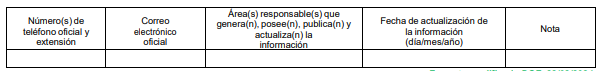 Número(s) de
teléfono oficial y
extensión
Correo
electrónico
oficial
Área(s) responsable(s) que
genera(n), posee(n), publica(n) y
actualiza(n) la
información
Fecha de actualización de
la información
(día/mes/año)
Nota